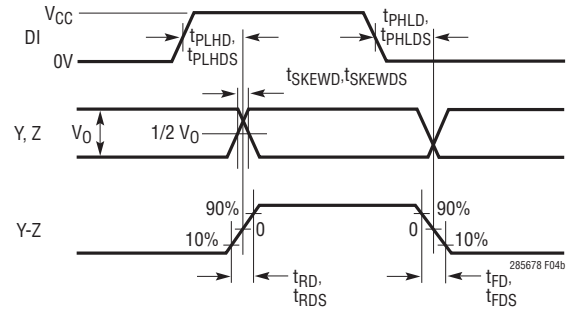 VCC
DI
0V
tPLHD,
tPLHDS
tPHLD,
tPHLDS
tSKEWD,tSKEWDS
Y, Z
VO
1/2 VO
Y-Z
90%
10%
0
0
90%
10%
285678 F04b
tRD,
tRDS
tFD,
tFDS